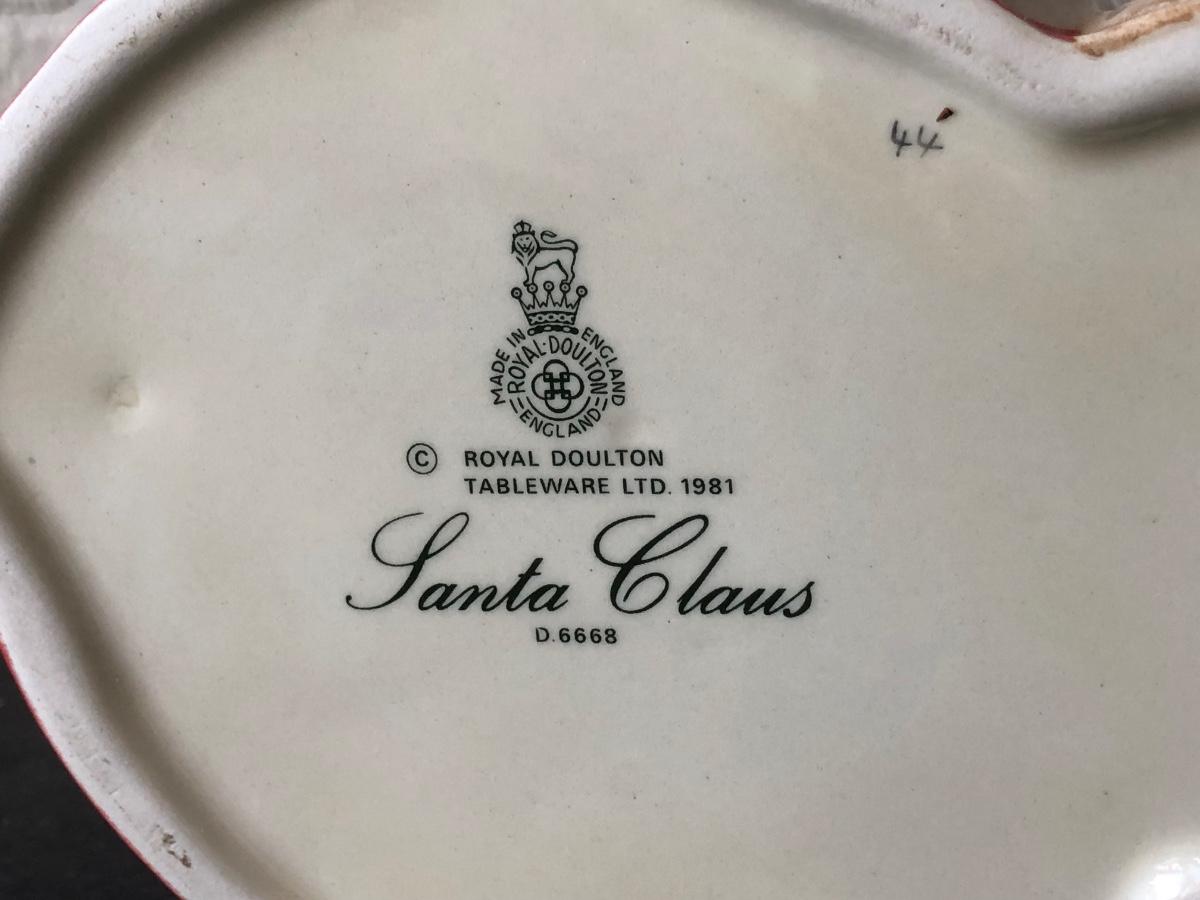 44
MADE IN ENGLAND
ROYAL·DOULTON
ENGLAND
© ROYAL DOULTON
TABLEWARE LTD. 1981
Santa Claus
D.6668